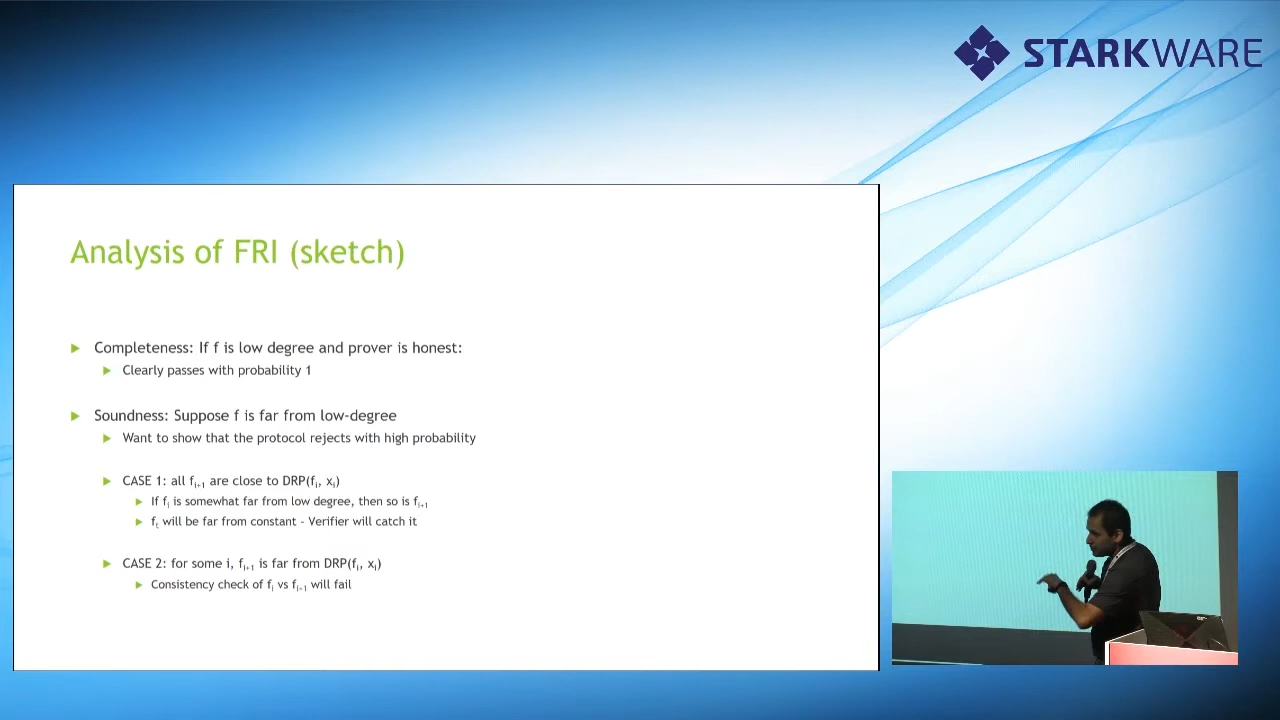 STARKWARE
Analysis of FRI (sketch)
Completeness: If f is low degree and prover is honest:
Clearly passes with probability 1
Soundness: Suppose f is far from low-degree
Want to show that the protocol rejects with high probability
CASE 1: all fᵢ₊₁ are close to DRP(fᵢ, xᵢ)
If fᵢ is somewhat far from low degree, then so is fᵢ₊₁
fₜ will be far from constant – Verifier will catch it
CASE 2: for some i, fᵢ₊₁ is far from DRP(fᵢ, xᵢ)
Consistency check of fᵢ vs fᵢ₊₁ will fail